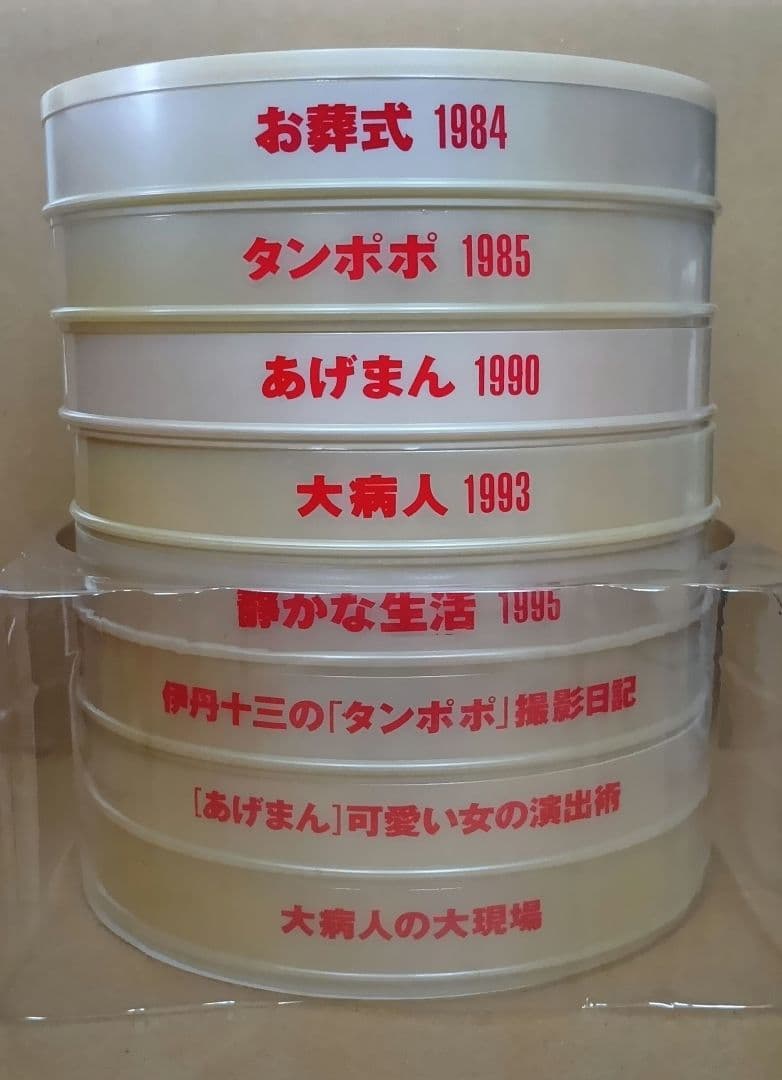 お葬式 1984
タンポポ 1985
あげまん 1990
大病人 1993
静かな生活 1995
伊丹十三の「タンポポ」撮影日記
[あげまん]可愛い女の演出術
大病人の大現場